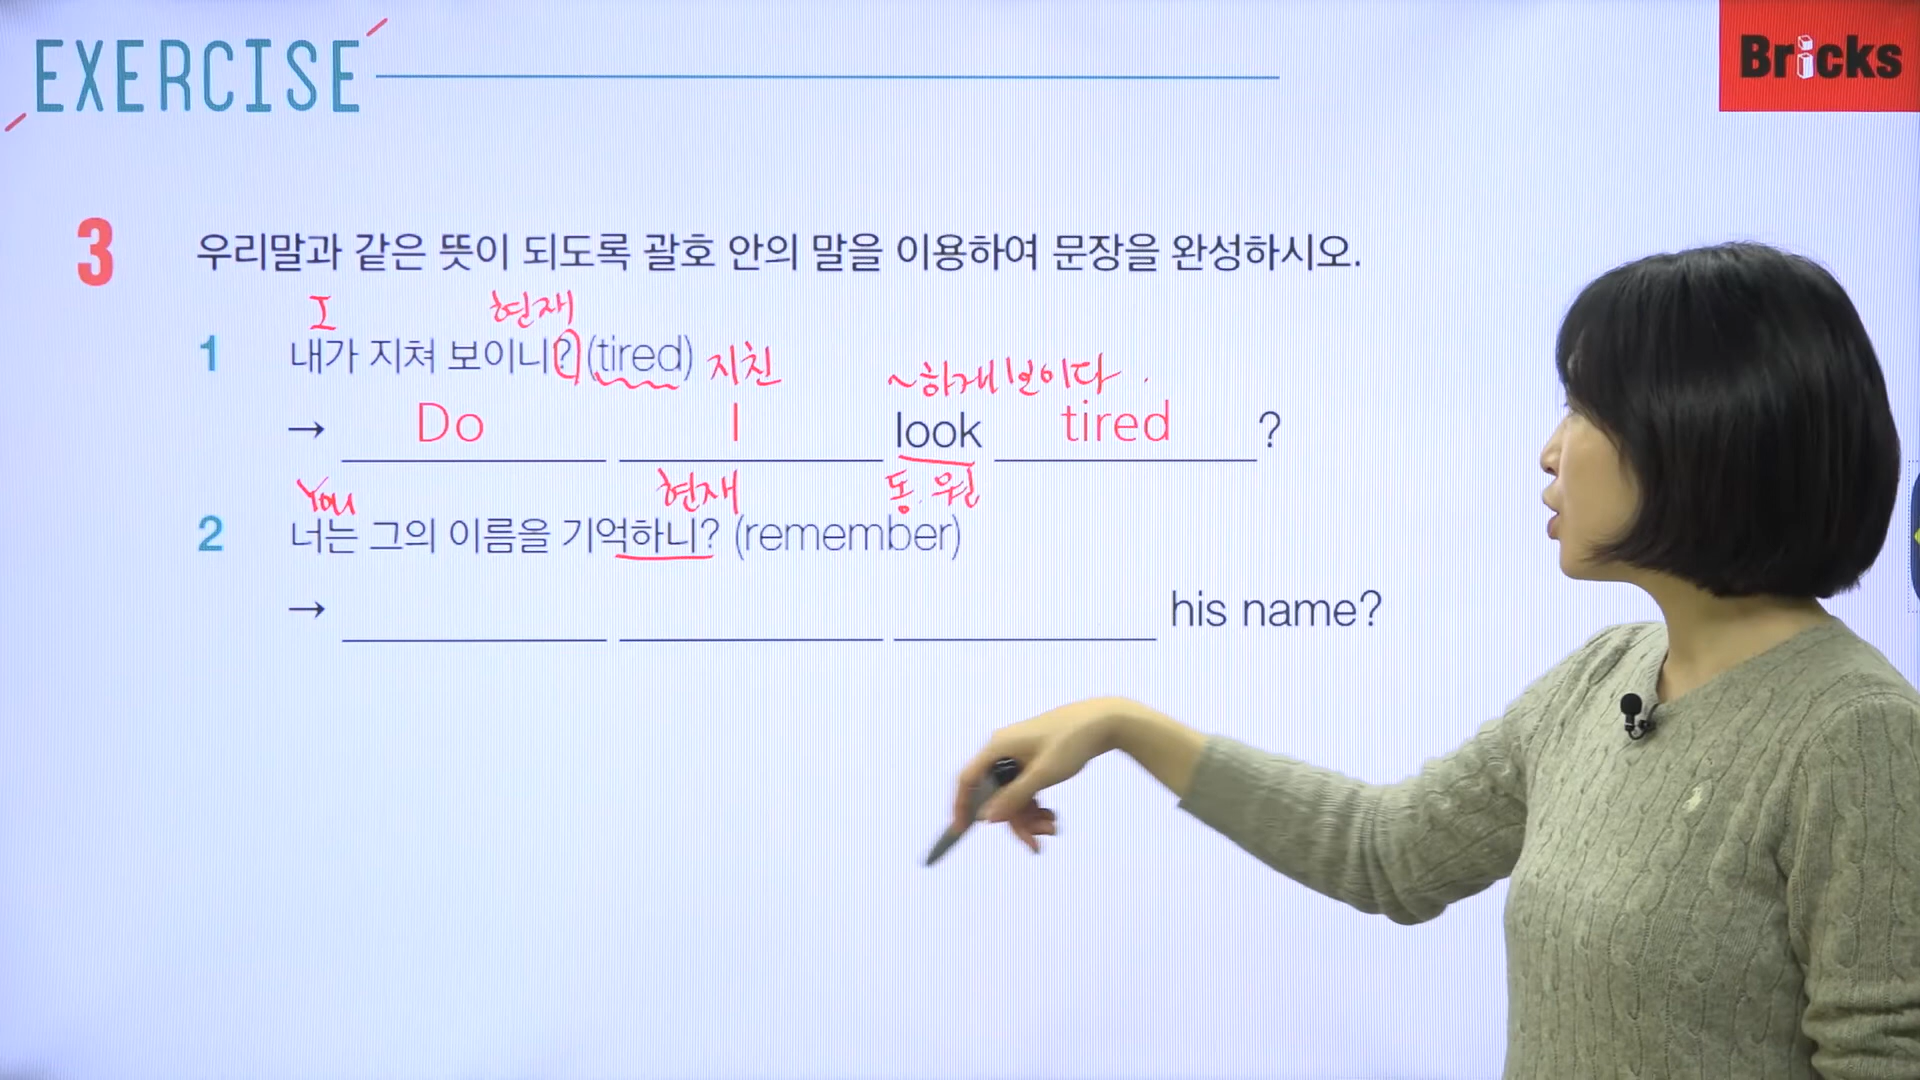 EXERCISE
Bricks
3 우리말과 같은 뜻이 되도록 괄호 안의 말을 이용하여 문장을 완성하시오.
I 현재
1 내가 지쳐 보이니? (tired) 지친
~하게 보이다
→ Do I look tired ?
You 현재 동.원
2 너는 그의 이름을 기억하니? (remember)
→ his name?